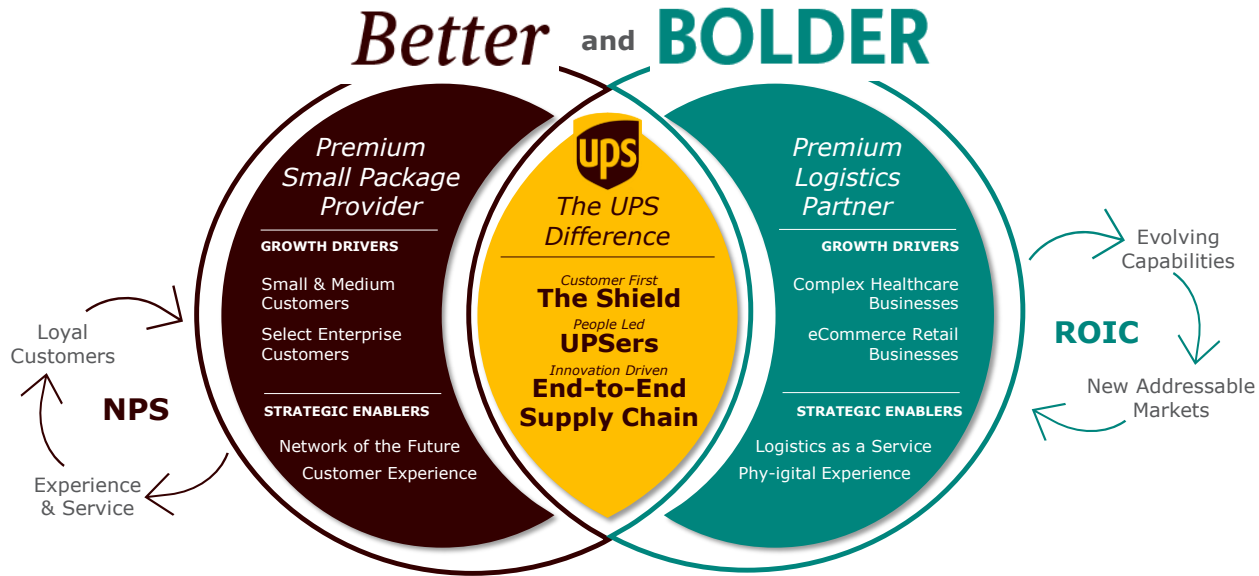 Better and BOLDER
Premium
Small Package
Provider
GROWTH DRIVERS
Small & Medium
Customers
Select Enterprise
Customers
STRATEGIC ENABLERS
Network of the Future
Customer Experience
ups
The UPS
Difference
Customer First
The Shield
People Led
UPSers
Innovation Driven
End-to-End
Supply Chain
Premium
Logistics
Partner
GROWTH DRIVERS
Complex Healthcare
Businesses
eCommerce Retail
Businesses
STRATEGIC ENABLERS
Logistics as a Service
Phy-igital Experience
Loyal
Customers
NPS
Experience
& Service
Evolving
Capabilities
ROIC
New Addressable
Markets